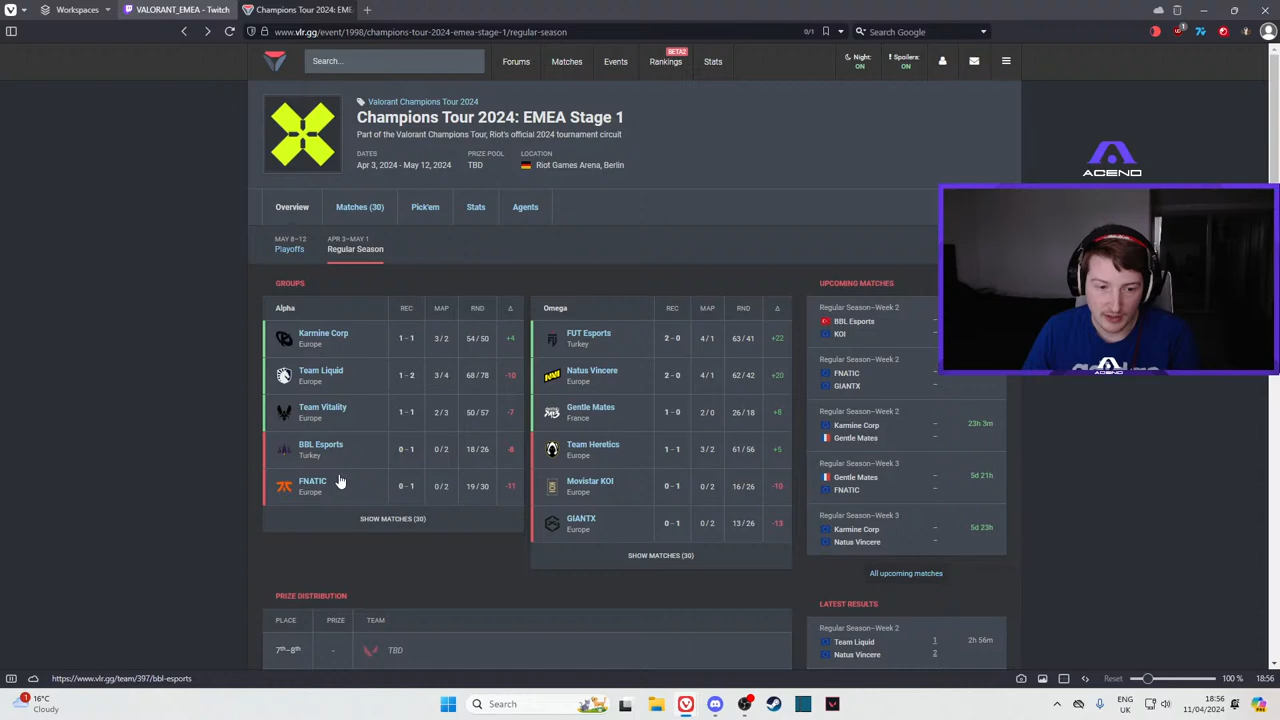 Workspaces
VALORANT_EMEA - Twitch
Champions Tour 2024: EME
www.vlr.gg/event/1998/champions-tour-2024-emea-stage-1/regular-season
0/1
Search Google
Search...
Forums
Matches
Events
BETA2
Rankings
Stats
Night:
ON
Spoilers:
ON
Valorant Champions Tour 2024
Champions Tour 2024: EMEA Stage 1
Part of the Valorant Champions Tour, Riot's official 2024 tournament circuit
DATES
Apr 3, 2024 - May 12, 2024
PRIZE POOL
TBD
LOCATION
Riot Games Arena, Berlin
ACEND
Overview
Matches (30)
Pick'em
Stats
Agents
MAY 8–12
Playoffs
APR 3–MAY 1
Regular Season
GROUPS
Alpha REC MAP RND Δ
Karmine Corp
Europe
1 - 1 3/2 54/50 +4
Team Liquid
Europe
1 - 1 3/4 68/78 -10
Team Vitality
Europe
1 - 1 2/3 50/57 -7
BBL Esports
Turkey
0 - 1 0/2 18/26 -8
FNATIC
Europe
0 - 1 0/2 19/30 -11
SHOW MATCHES (30)
Omega REC MAP RND Δ
FUT Esports
Turkey
2 - 0 4/1 63/41 +22
NAVI
Natus Vincere
Europe
2 - 0 4/1 62/42 +20
Gentle Mates
France
1 - 0 2/0 26/18 +8
Team Heretics
Europe
1 - 1 3/2 61/56 +5
Movistar KOI
Europe
0 - 1 0/2 16/26 -10
GIANTX
Europe
0 - 1 0/2 13/26 -13
SHOW MATCHES (30)
UPCOMING MATCHES
Regular Season–Week 2
BBL Esports –
KOI –
Regular Season–Week 2
FNATIC –
GIANTX –
Regular Season–Week 2
Karmine Corp –
23h 3m
Gentle Mates –
Regular Season–Week 3
Gentle Mates –
5d 21h
FNATIC –
Regular Season–Week 3
Karmine Corp –
5d 23h
Natus Vincere –
All upcoming matches
PRIZE DISTRIBUTION
PLACE PRIZE TEAM
7th–8th - TBD
LATEST RESULTS
Regular Season–Week 2
Team Liquid 1
2h 56m
Natus Vincere 2
https://www.vlr.gg/team/397/bbl-esports
Reset
100 %
18:56
1
16°C
Cloudy
Search
ENG
UK
18:56
11/04/2024